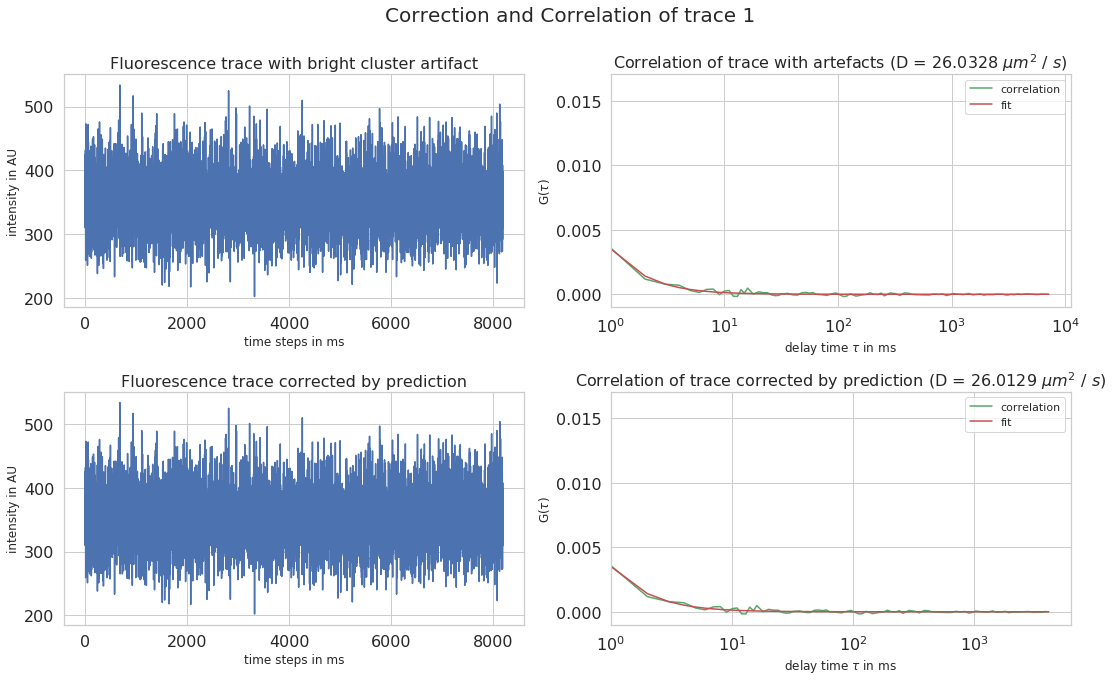 Correction and Correlation of trace 1
Fluorescence trace with bright cluster artifact
500
400
300
200
intensity in AU
0
2000
4000
6000
8000
time steps in ms
Correlation of trace with artefacts (D = 26.0328 μm² / s)
correlation
fit
0.015
0.010
0.005
0.000
G(τ)
10⁰
10¹
10²
10³
10⁴
delay time τ in ms
Fluorescence trace corrected by prediction
500
400
300
200
intensity in AU
0
2000
4000
6000
8000
time steps in ms
Correlation of trace corrected by prediction (D = 26.0129 μm² / s)
correlation
fit
0.015
0.010
0.005
0.000
G(τ)
10⁰
10¹
10²
10³
delay time τ in ms